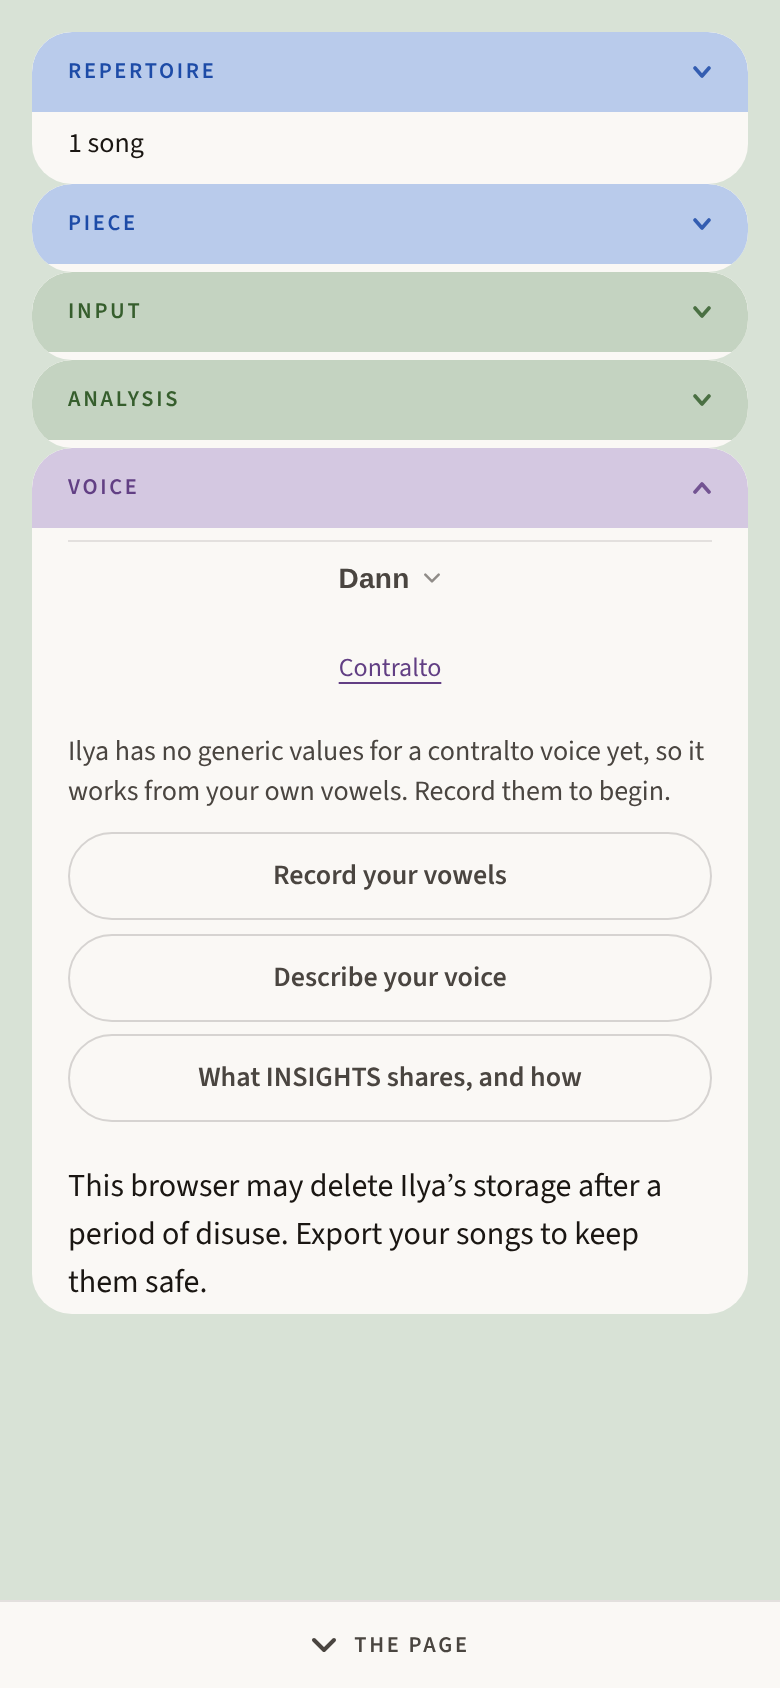 REPERTOIRE
1 song
PIECE
INPUT
ANALYSIS
VOICE
Dann
Contralto
Ilya has no generic values for a contralto voice yet, so it
works from your own vowels. Record them to begin.
Record your vowels
Describe your voice
What INSIGHTS shares, and how
This browser may delete Ilya’s storage after a
period of disuse. Export your songs to keep
them safe.
THE PAGE